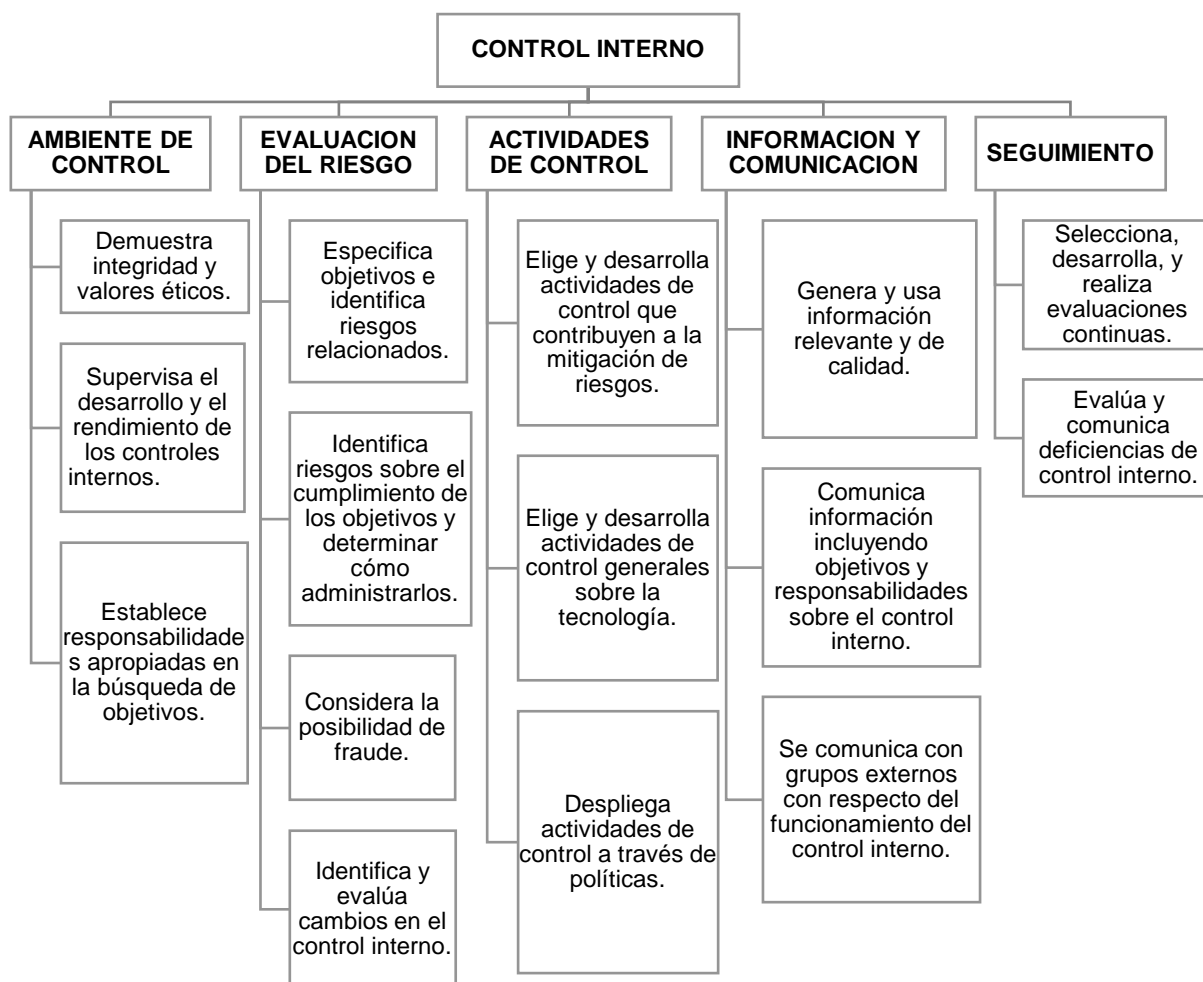 CONTROL INTERNO
AMBIENTE DE
CONTROL
Demuestra
integridad y
valores éticos.
Supervisa el
desarrollo y el
rendimiento de
los controles
internos.
Establece
responsabilidade
s apropiadas en
la búsqueda de
objetivos.
EVALUACION
DEL RIESGO
Especifica
objetivos e
identifica
riesgos
relacionados.
Identifica
riesgos sobre el
cumplimiento de
los objetivos y
determinar
cómo
administrarlos.
Considera la
posibilidad de
fraude.
Identifica y
evalúa
cambios en el
control interno.
ACTIVIDADES
DE CONTROL
Elige y desarrolla
actividades de
control que
contribuyen a la
mitigación de
riesgos.
Elige y desarrolla
actividades de
control generales
sobre la
tecnología.
Despliega
actividades de
control a través de
políticas.
INFORMACION Y
COMUNICACION
Genera y usa
información
relevante y de
calidad.
Comunica
información
incluyendo
objetivos y
responsabilidades
sobre el control
interno.
Se comunica con
grupos externos
con respecto del
funcionamiento del
control interno.
SEGUIMIENTO
Selecciona,
desarrolla, y
realiza
evaluaciones
continuas.
Evalúa y
comunica
deficiencias de
control interno.